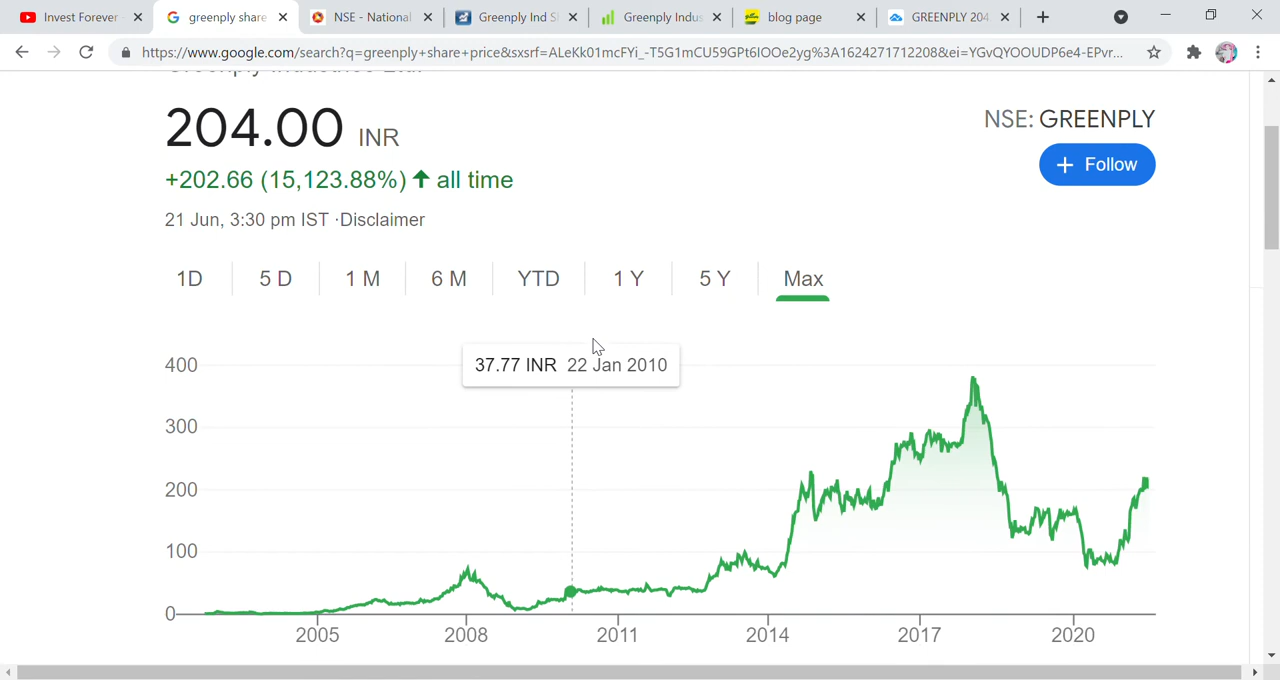 Invest Forever
greenply share
NSE - National
Greenply Ind S
Greenply Indus
blog page
GREENPLY 204
https://www.google.com/search?q=greenply+share+price&sxsrf=ALeKk01mcFYi_-T5G1mCU59GPt6IOOe2yg%3A1624271712208&ei=YGvQYOOUDP6e4-EPvr...
Greenply Industries Ltd.
204.00 INR
NSE: GREENPLY
+202.66 (15,123.88%) ↑ all time
+ Follow
21 Jun, 3:30 pm IST ·Disclaimer
1D 5 D 1 M 6 M YTD 1 Y 5 Y Max
37.77 INR 22 Jan 2010
400
300
200
100
0
2005 2008 2011 2014 2017 2020